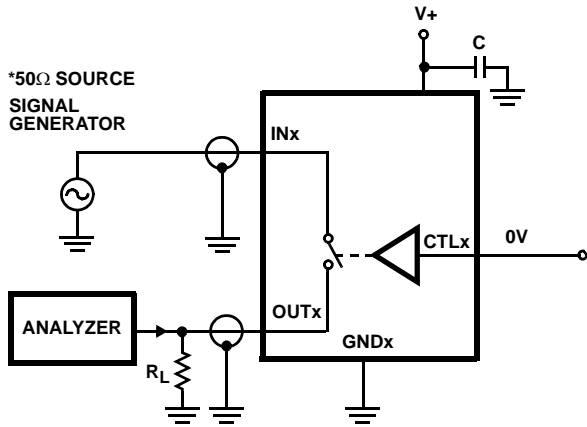 V+
C
*50Ω SOURCE
SIGNAL
GENERATOR
INx
CTLx
0V
OUTx
ANALYZER
GNDx
RL